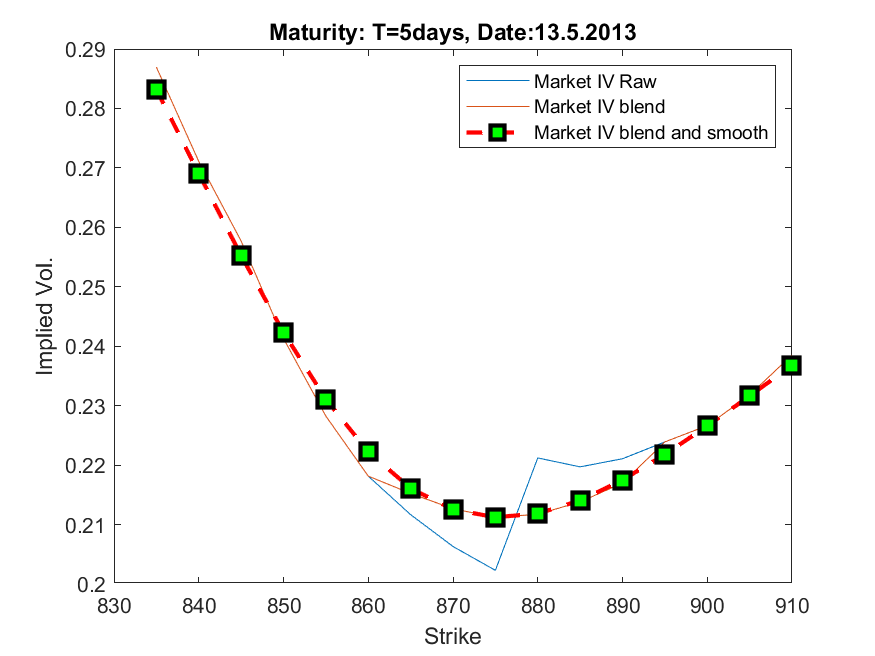 Maturity: T=5days, Date:13.5.2013
0.29
0.28
0.27
0.26
0.25
0.24
0.23
0.22
0.21
0.2
Implied Vol.
Market IV Raw
Market IV blend
Market IV blend and smooth
830 840 850 860 870 880 890 900 910
Strike